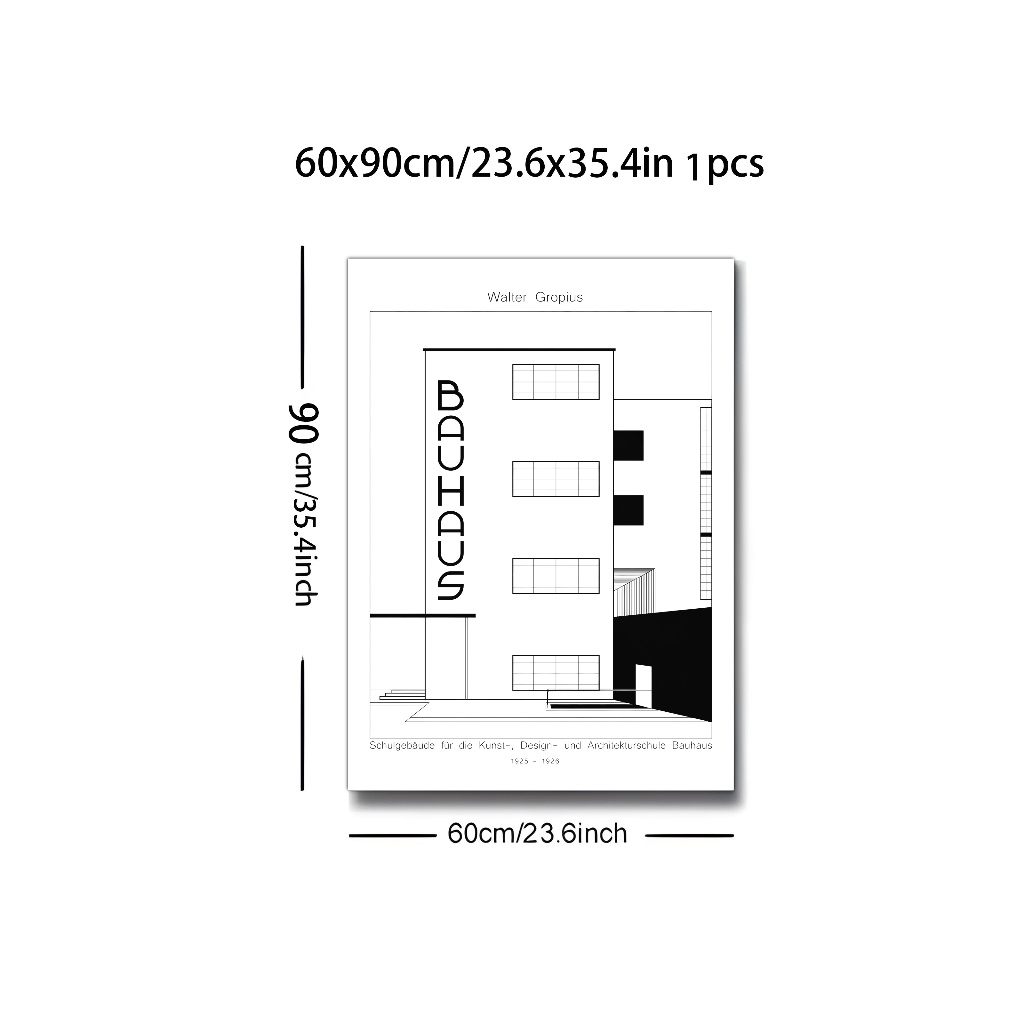 60x90cm/23.6x35.4in 1pcs
Walter Gropius
BAUHAUS
90 cm/35.4inch
Schulgebäude für die Kunst-, Design- und Architekturschule Bauhaus
1925 - 1926
60cm/23.6inch